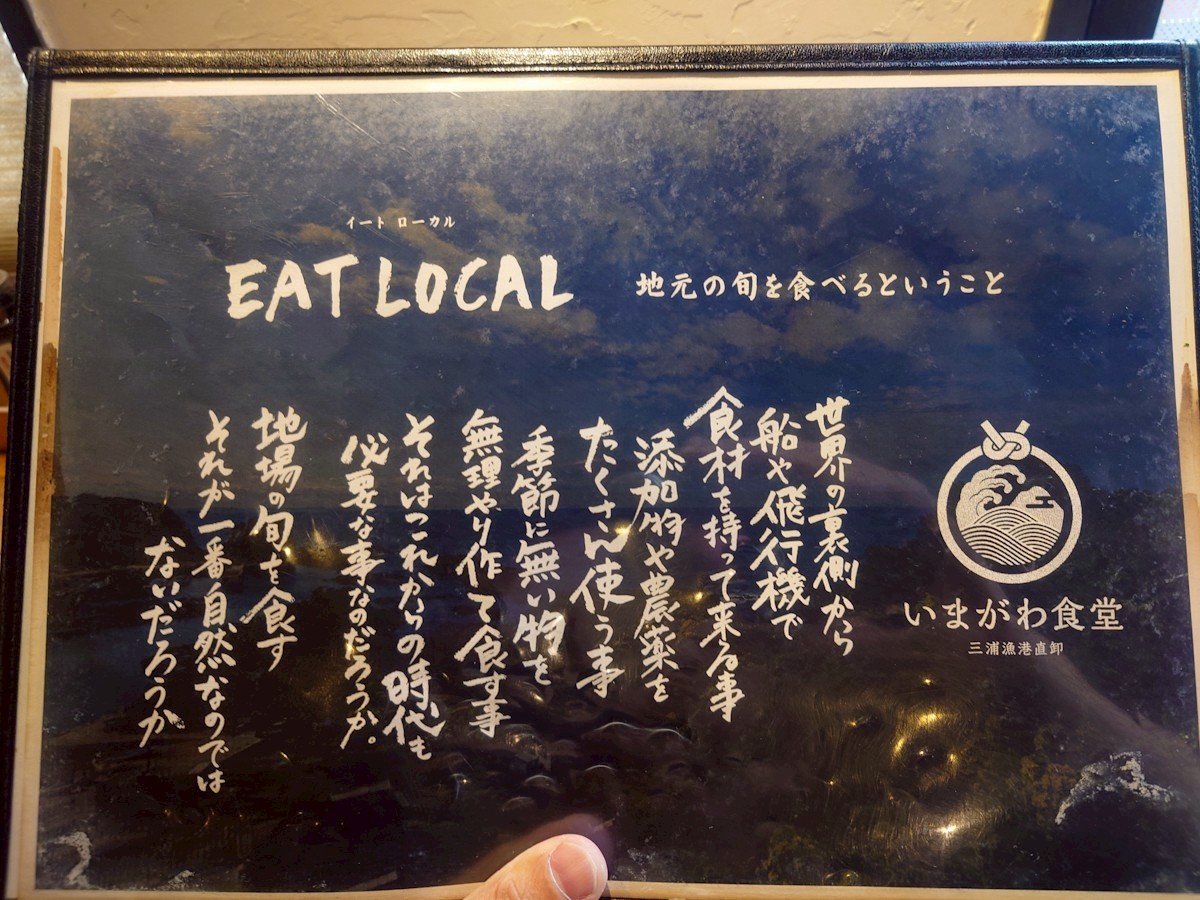 イート ローカル
EAT LOCAL
地元の旬を食べるということ
いまがわ食堂
三浦漁港直卸
世界の裏側から
船や飛行機で
食材を持って来る事
添加物や農薬を
たくさん使う事
季節に無い物を
無理やり作て食す事
それはこれからの時代も
必要な事なのだろうか。
地場の旬を食す
それが一番自然なのでは
ないだろうか